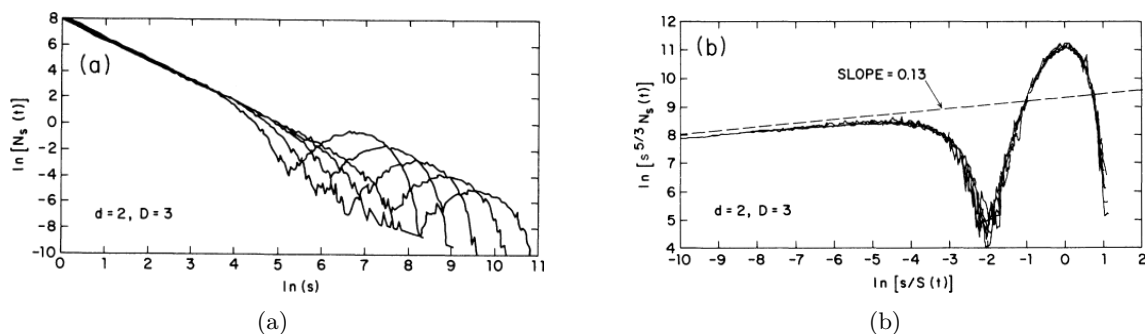 8
6
4
2
0
-2
-4
-6
-8
-10
ln [N_s (t)]
(a)
d = 2, D = 3
0 1 2 3 4 5 6 7 8 9 10 11
ln (s)
(a)
13
12
11
10
9
8
7
6
5
4
ln [s^{5/3} N_s (t)]
(b)
SLOPE = 0.13
d = 2, D = 3
-10 -9 -8 -7 -6 -5 -4 -3 -2 -1 0 1 2
ln [s/S (t)]
(b)